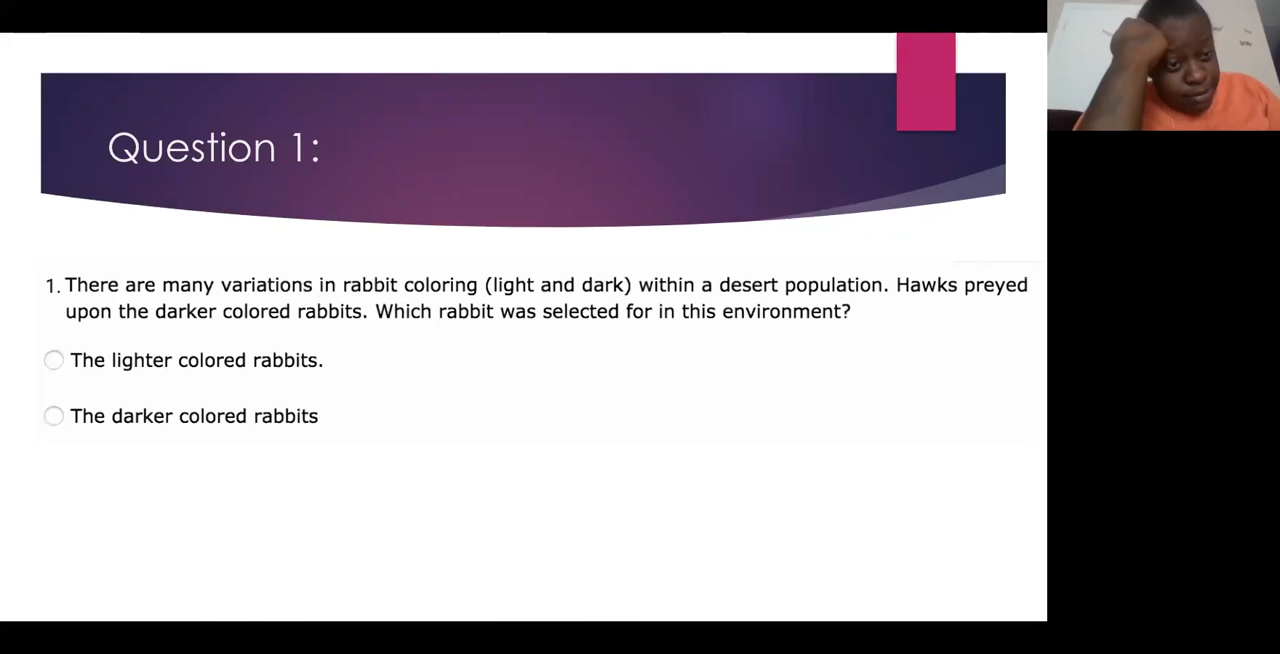 Question 1:
1. There are many variations in rabbit coloring (light and dark) within a desert population. Hawks preyed
upon the darker colored rabbits. Which rabbit was selected for in this environment?
The lighter colored rabbits.
The darker colored rabbits